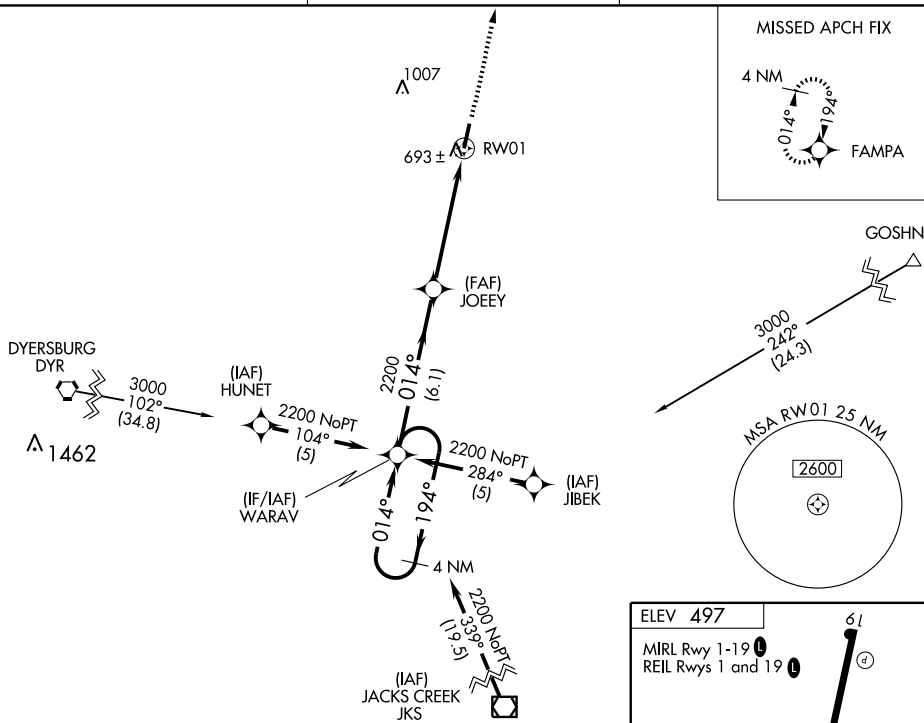 MISSED APCH FIX
4 NM
014°
194°
FAMPA
1007
693 ±
RW01
GOSHN
3000
242°
(24.3)
(FAF)
JOEEY
2200
014°
(6.1)
DYERSBURG
DYR
3000
102°
(34.8)
1462
(IAF)
HUNET
2200 NoPT
104°
(5)
2200 NoPT
284°
(5)
(IAF)
JIBEK
(IF/IAF)
WARAV
014°
194°
4 NM
2200 NoPT
339°
(19.5)
(IAF)
JACKS CREEK
JKS
MSA RW01 25 NM
2600
ELEV 497
MIRL Rwy 1-19 L
REIL Rwys 1 and 19 L
19
P